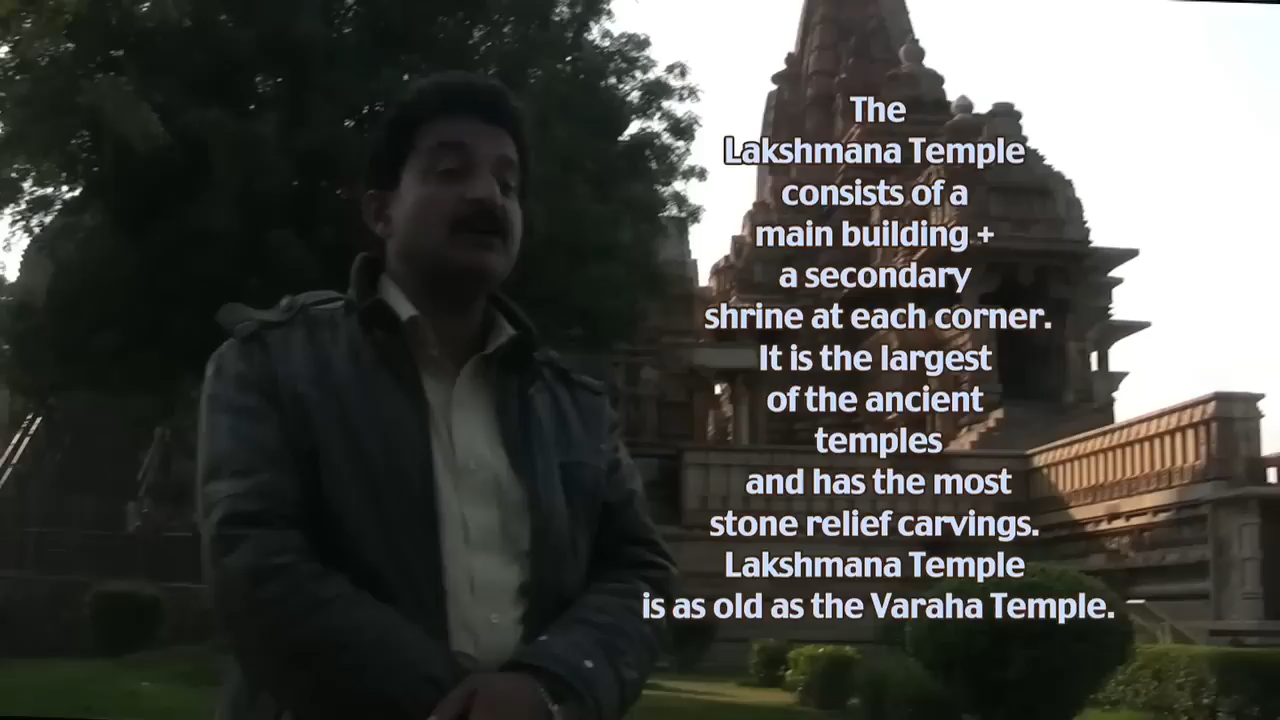 The
Lakshmana Temple
consists of a
main building +
a secondary
shrine at each corner.
It is the largest
of the ancient
temples
and has the most
stone relief carvings.
Lakshmana Temple
is as old as the Varaha Temple.